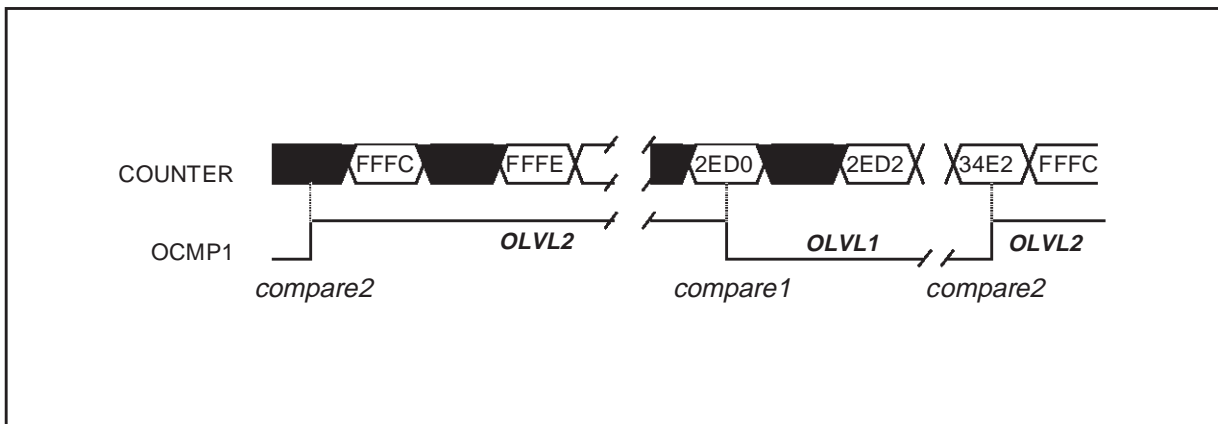 COUNTER FFFC FFFE 2ED0 2ED2 34E2 FFFC
OCMP1 OLVL2 OLVL1 OLVL2
compare2 compare1 compare2